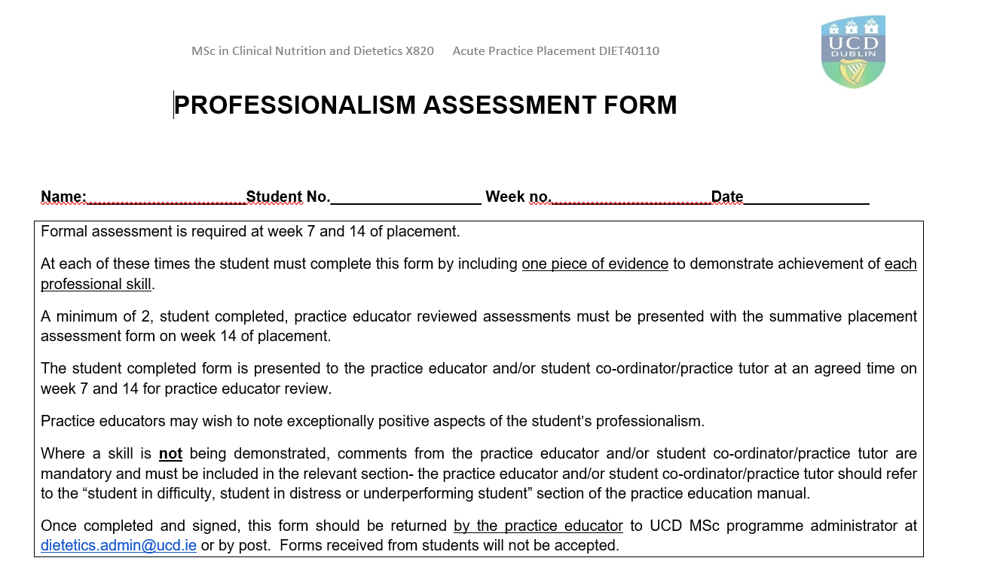 MSc in Clinical Nutrition and Dietetics X820 Acute Practice Placement DIET40110
UCD
DUBLIN
PROFESSIONALISM ASSESSMENT FORM
Name:___________________Student No.__________________ Week no.___________________Date_______________
Formal assessment is required at week 7 and 14 of placement.
At each of these times the student must complete this form by including one piece of evidence to demonstrate achievement of each
professional skill.
A minimum of 2, student completed, practice educator reviewed assessments must be presented with the summative placement
assessment form on week 14 of placement.
The student completed form is presented to the practice educator and/or student co-ordinator/practice tutor at an agreed time on
week 7 and 14 for practice educator review.
Practice educators may wish to note exceptionally positive aspects of the student’s professionalism.
Where a skill is not being demonstrated, comments from the practice educator and/or student co-ordinator/practice tutor are
mandatory and must be included in the relevant section- the practice educator and/or student co-ordinator/practice tutor should refer
to the “student in difficulty, student in distress or underperforming student” section of the practice education manual.
Once completed and signed, this form should be returned by the practice educator to UCD MSc programme administrator at
dietetics.admin@ucd.ie or by post. Forms received from students will not be accepted.